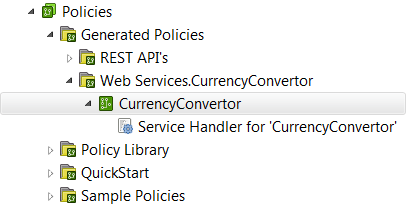 Policies
Generated Policies
REST API's
Web Services.CurrencyConvertor
CurrencyConvertor
Service Handler for 'CurrencyConvertor'
Policy Library
QuickStart
Sample Policies